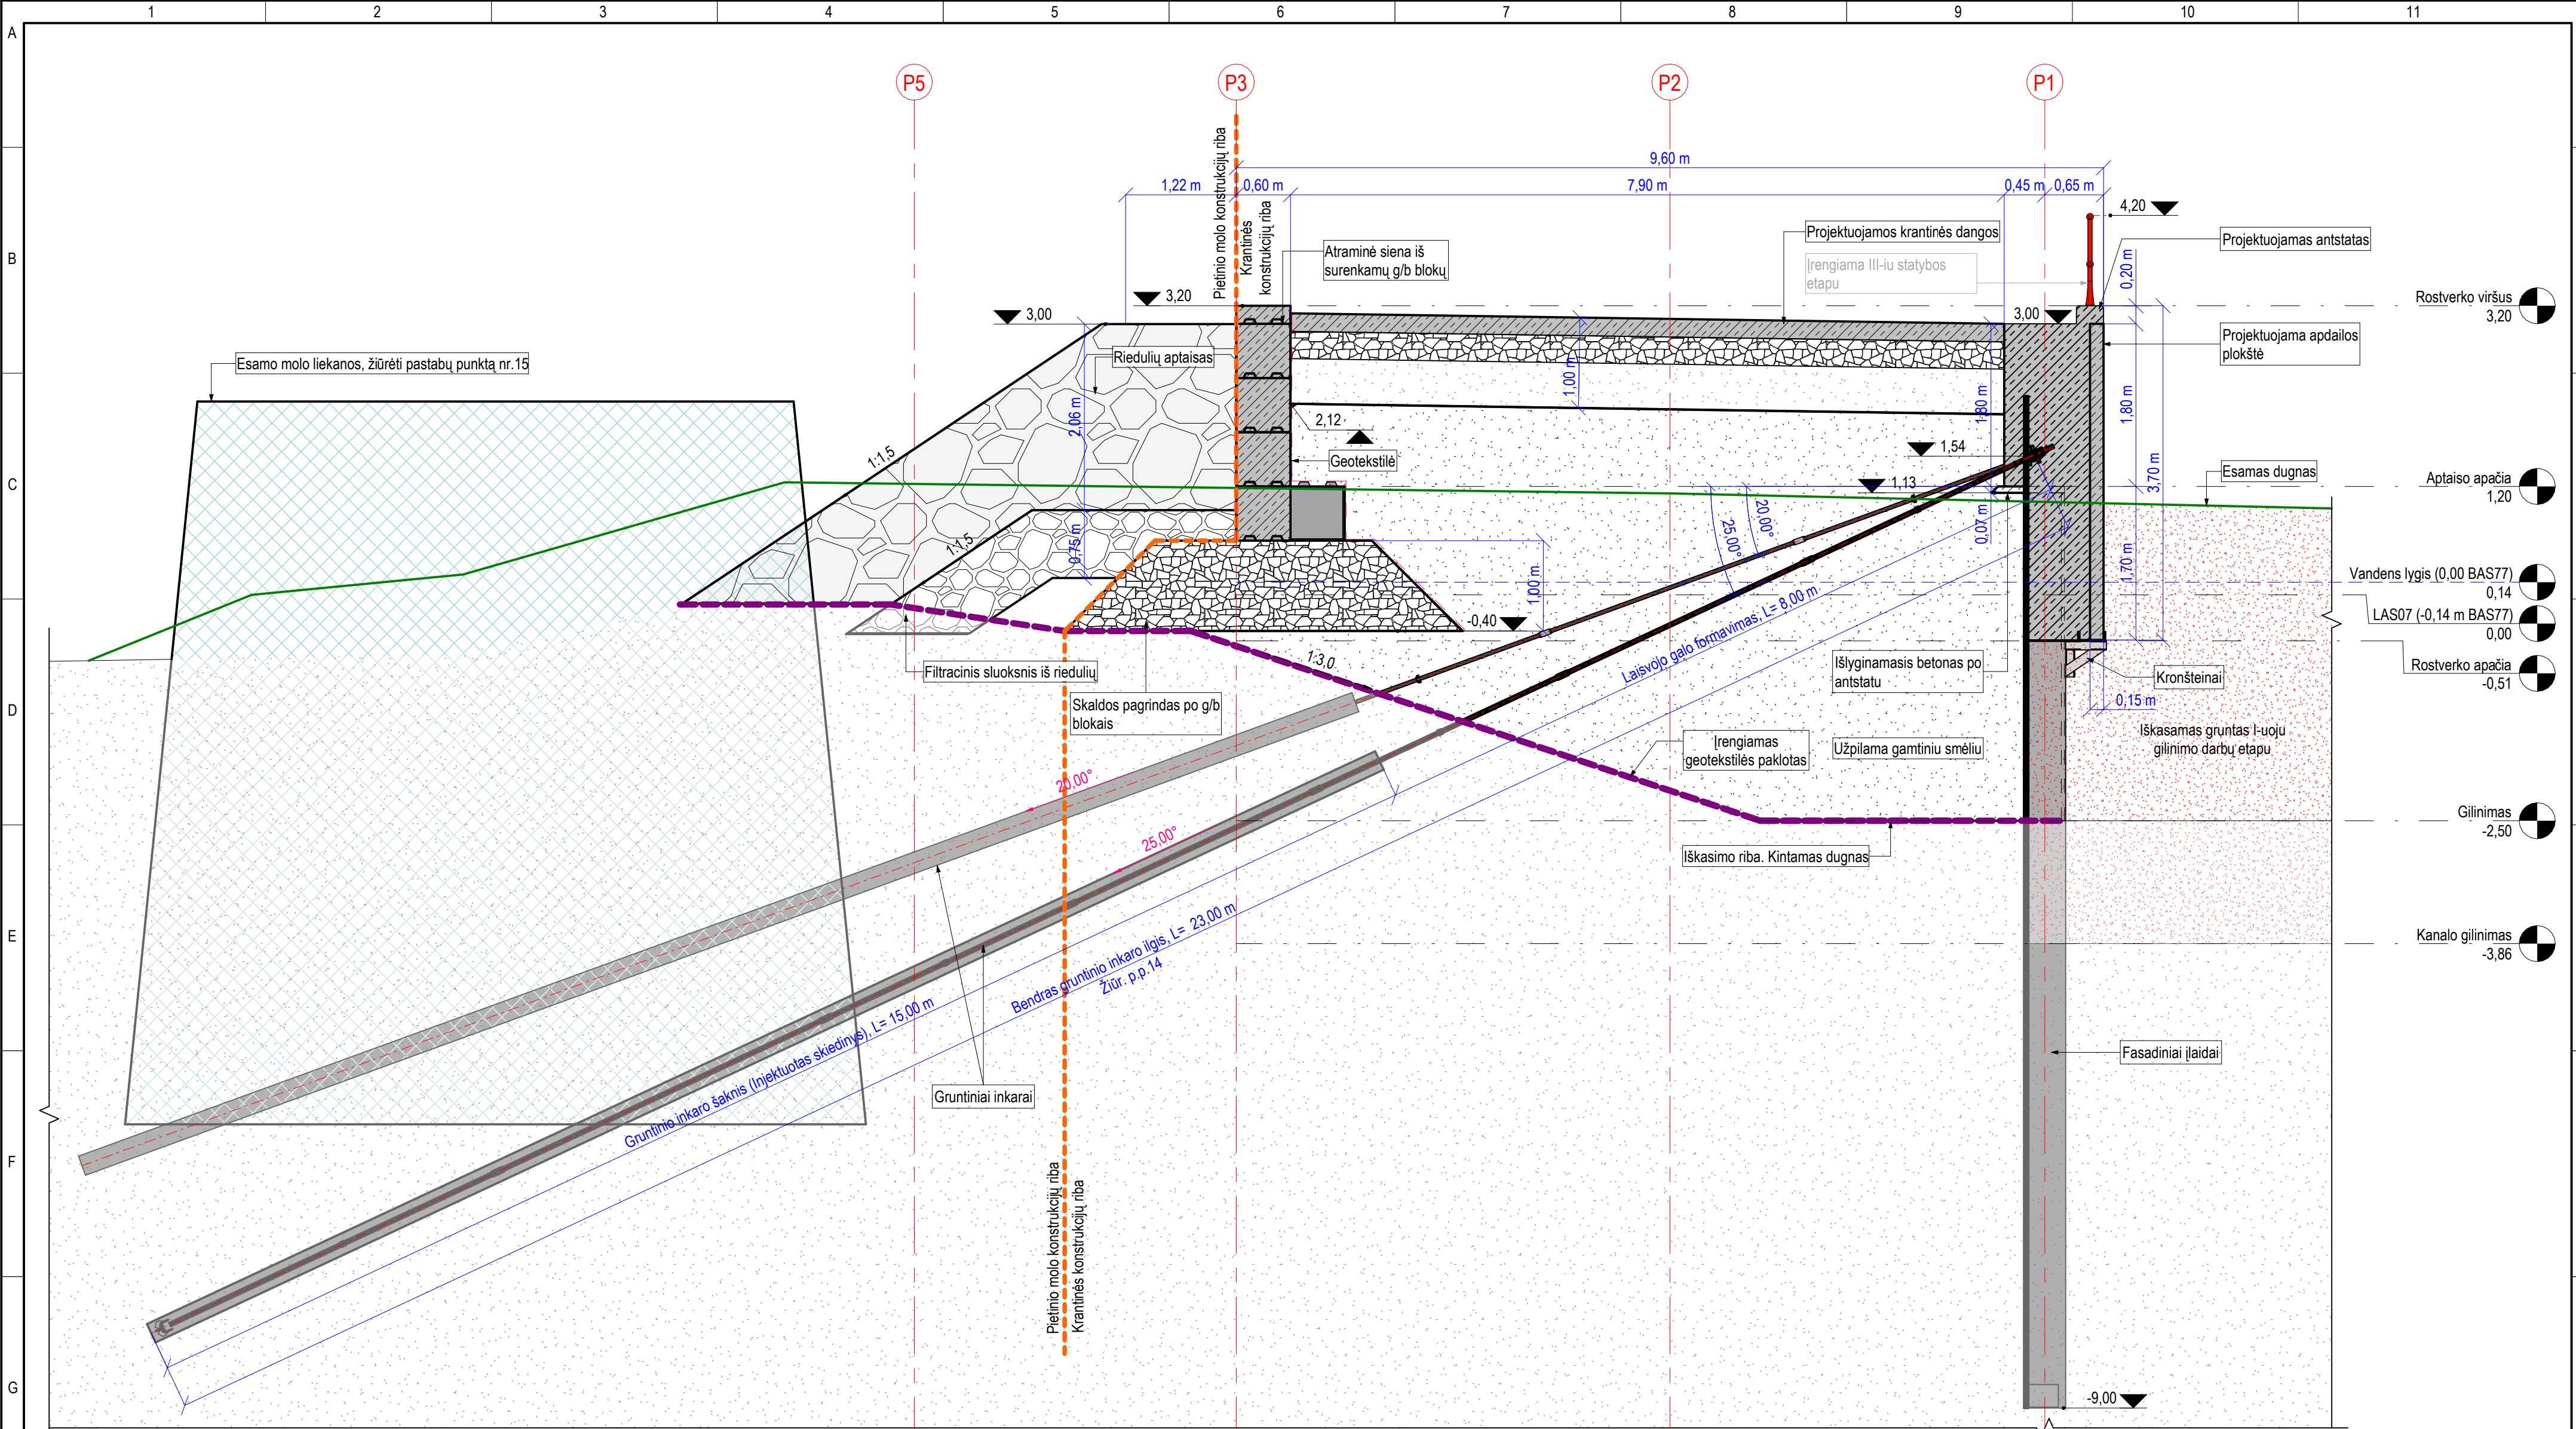 1 2 3 4 5 6 7 8 9 10 11
A
B
C
D
E
F
G
P5
P3
P2
P1
9,60 m
1,22 m
0,60 m
7,90 m
0,45 m
0,65 m
Pietinio molo konstrukcijų riba
Krantinės
konstrukcijų riba
4,20
Projektuojamas antstatas
0,20 m
Projektuojamos krantinės dangos
Įrengiama III-iu statybos
etapu
Atraminė siena iš
surenkamų g/b blokų
3,20
3,00
3,00
Rostverko viršus
3,20
Projektuojama apdailos
plokštė
Esamo molo liekanos, žiūrėti pastabų punktą nr.15
Riedulių aptaisas
2,06 m
1,00 m
1,80 m
1,80 m
3,70 m
2,12
1:1,5
Geotekstilė
1,54
1,13
Esamas dugnas
Aptaiso apačia
1,20
20,00°
25,00°
0,07 m
1:1,5
0,75 m
1,00 m
1,70 m
Vandens lygis (0,00 BAS77)
0,14
LAS07 (-0,14 m BAS77)
0,00
-0,40
Laisvojo galo formavimas, L= 8,00 m
1:3,0
Filtracinis sluoksnis iš riedulių
Išlyginamasis betonas po
antstatu
Kronšteinai
Rostverko apačia
-0,51
Skaldos pagrindas po g/b
blokais
0,15 m
Įrengiamas
geotekstilės paklotas
Užpilama gamtiniu smėliu
Iškasamas gruntas I-uoju
gilinimo darbų etapu
20,00°
25,00°
Gilinimas
-2,50
Iškasimo riba. Kintamas dugnas
Bendras gruntinio inkaro ilgis, L= 23,00 m
Žiūr. p.p.14
Kanalo gilinimas
-3,86
Gruntinio inkaro šaknis (Injektuotas skiedinys), L= 15,00 m
Gruntiniai inkarai
Fasadiniai įlaidai
Pietinio molo konstrukcijų riba
Krantinės konstrukcijų riba
-9,00